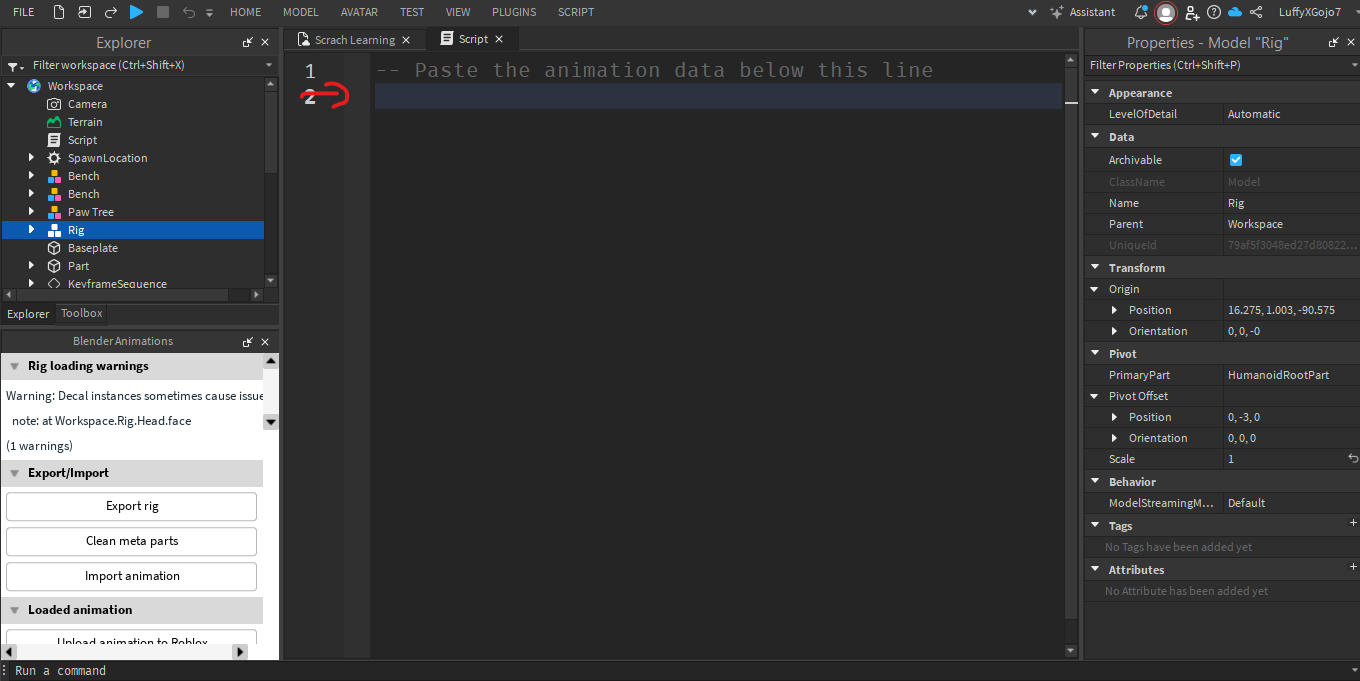 FILE HOME MODEL AVATAR TEST VIEW PLUGINS SCRIPT Assistant LuffyXGojo7
Explorer
Filter workspace (Ctrl+Shift+X)
Workspace
Camera
Terrain
Script
SpawnLocation
Bench
Bench
Paw Tree
Rig
Baseplate
Part
KeyframeSequence
Explorer Toolbox
Blender Animations
Rig loading warnings
Warning: Decal instances sometimes cause issue
note: at Workspace.Rig.Head.face
(1 warnings)
Export/Import
Export rig
Clean meta parts
Import animation
Loaded animation
Upload animation to Roblox
Scrach Learning Script
1 -- Paste the animation data below this line
2
Properties - Model "Rig"
Filter Properties (Ctrl+Shift+P)
Appearance
LevelOfDetail Automatic
Data
Archivable
ClassName Model
Name Rig
Parent Workspace
UniqueId 79af5f3048ed27d80822...
Transform
Origin
Position 16.275, 1.003, -90.575
Orientation 0, 0, -0
Pivot
PrimaryPart HumanoidRootPart
Pivot Offset
Position 0, -3, 0
Orientation 0, 0, 0
Scale 1
Behavior
ModelStreamingM... Default
Tags
No Tags have been added yet
Attributes
No Attribute has been added yet
Run a command